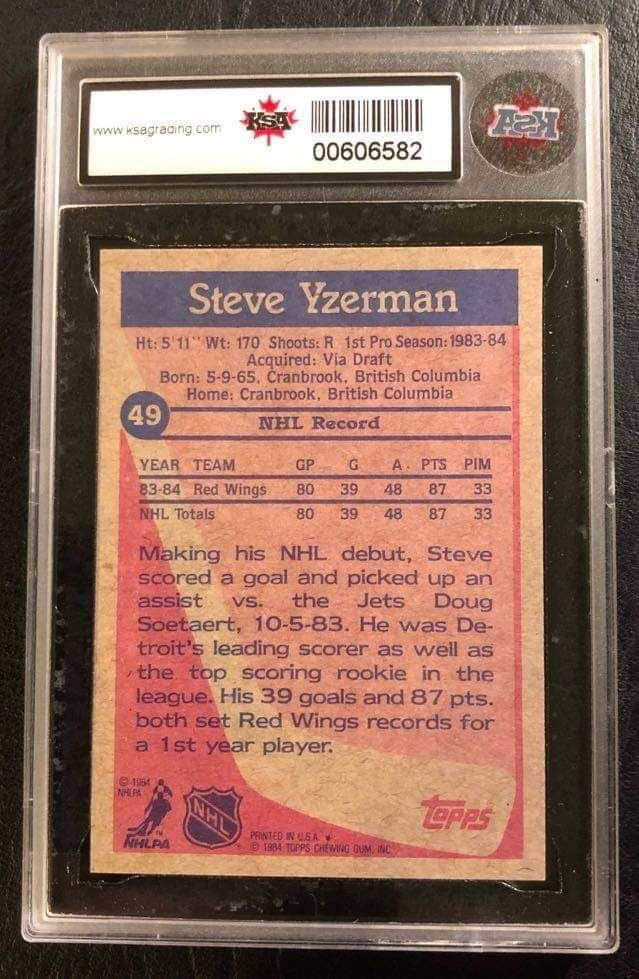 www.ksagrading.com
KSA
00606582
KSA
Steve Yzerman
Ht: 5'11" Wt: 170 Shoots: R 1st Pro Season: 1983-84
Acquired: Via Draft
Born: 5-9-65, Cranbrook, British Columbia
Home: Cranbrook, British Columbia
49
NHL Record
YEAR TEAM GP G A. PTS PIM
83-84 Red Wings 80 39 48 87 33
NHL Totals 80 39 48 87 33
Making his NHL debut, Steve
scored a goal and picked up an
assist vs. the Jets Doug
Soetaert, 10-5-83. He was De-
troit's leading scorer as well as
the top scoring rookie in the
league. His 39 goals and 87 pts.
both set Red Wings records for
a 1st year player.
© 1984
NHLPA
TM
NHLPA
NHL
topps
PRINTED IN U.S.A.
© 1984 TOPPS CHEWING GUM, INC.